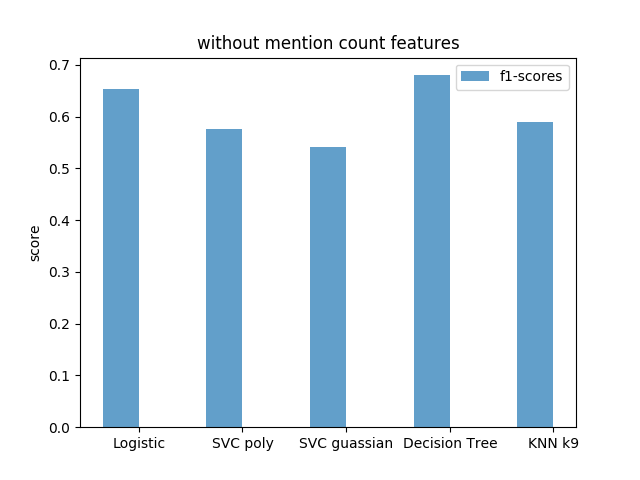 without mention count features
f1-scores
score
0.7
0.6
0.5
0.4
0.3
0.2
0.1
0.0
Logistic SVC poly SVC guassian Decision Tree KNN k9